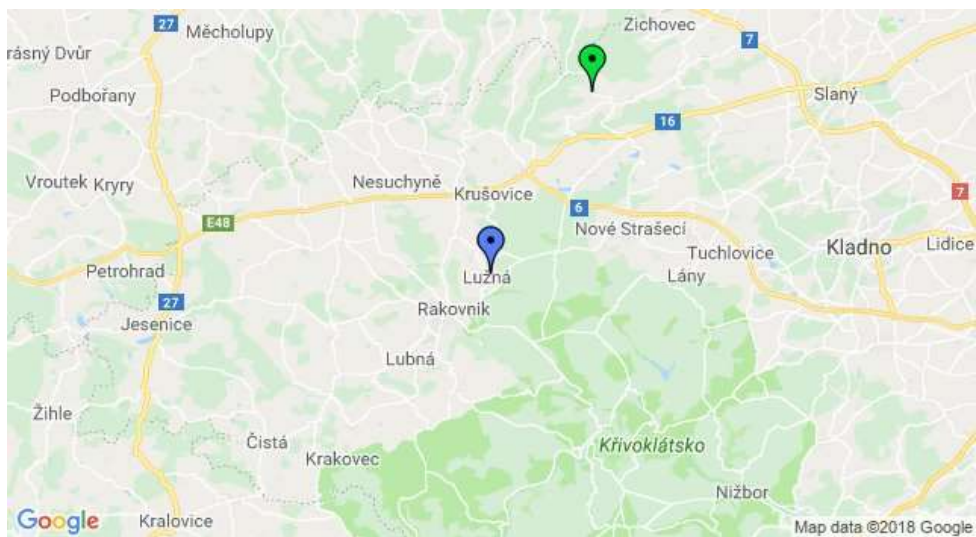 27
Měcholupy
Zichovec
7
rásný Dvůr
Podbořany
Slaný
16
Vroutek
Kryry
Nesuchyně
Krušovice
7
6
E48
Nové Strašecí
Tuchlovice
Kladno
Lidice
Petrohrad
Lužná
Lány
27
Rakovník
Jesenice
Lubná
Žihle
Čistá
Krakovec
Křivoklátsko
Nižbor
Google
Kralovice
Map data ©2018 Google